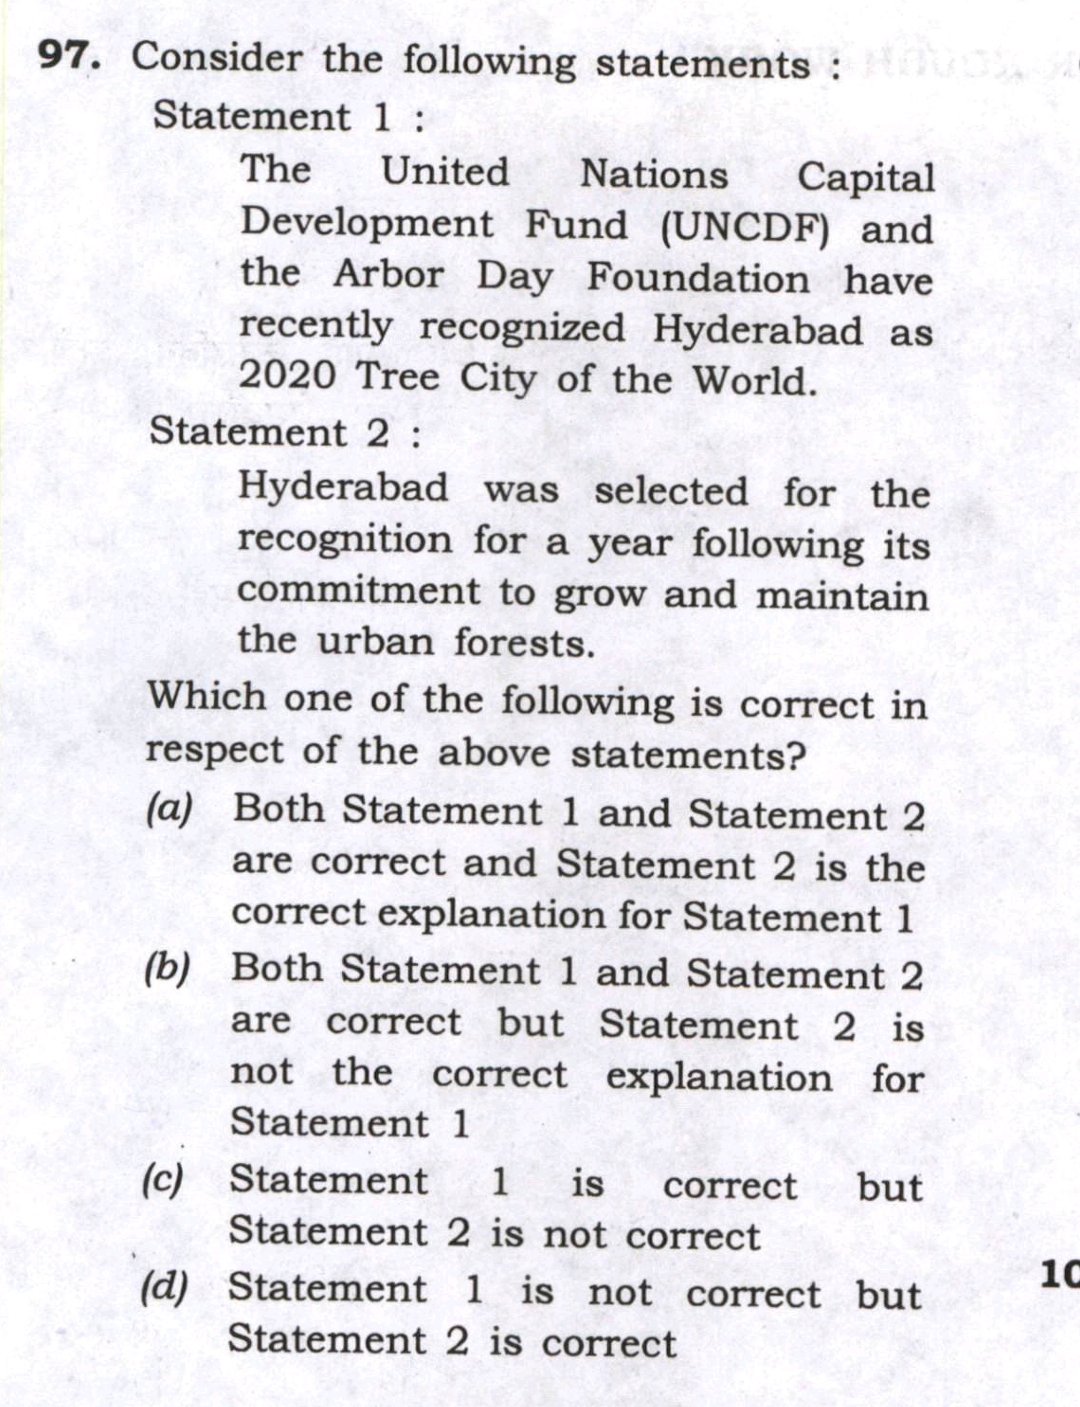 97. Consider the following statements :
Statement 1 :
The United Nations Capital
Development Fund (UNCDF) and
the Arbor Day Foundation have
recently recognized Hyderabad as
2020 Tree City of the World.
Statement 2 :
Hyderabad was selected for the
recognition for a year following its
commitment to grow and maintain
the urban forests.
Which one of the following is correct in
respect of the above statements?
(a) Both Statement 1 and Statement 2
are correct and Statement 2 is the
correct explanation for Statement 1
(b) Both Statement 1 and Statement 2
are correct but Statement 2 is
not the correct explanation for
Statement 1
(c) Statement 1 is correct but
Statement 2 is not correct
(d) Statement 1 is not correct but
Statement 2 is correct